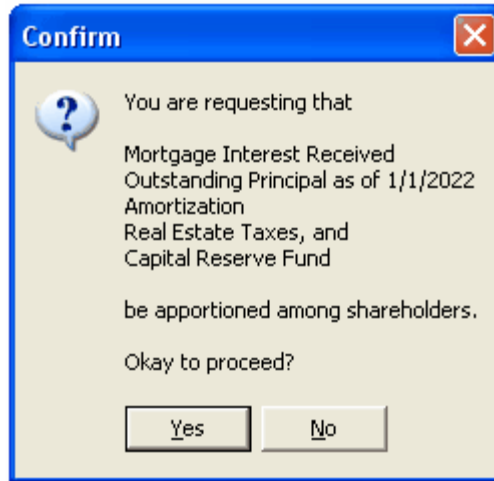 Confirm
You are requesting that
Mortgage Interest Received
Outstanding Principal as of 1/1/2022
Amortization
Real Estate Taxes, and
Capital Reserve Fund
be apportioned among shareholders.
Okay to proceed?
Yes
No